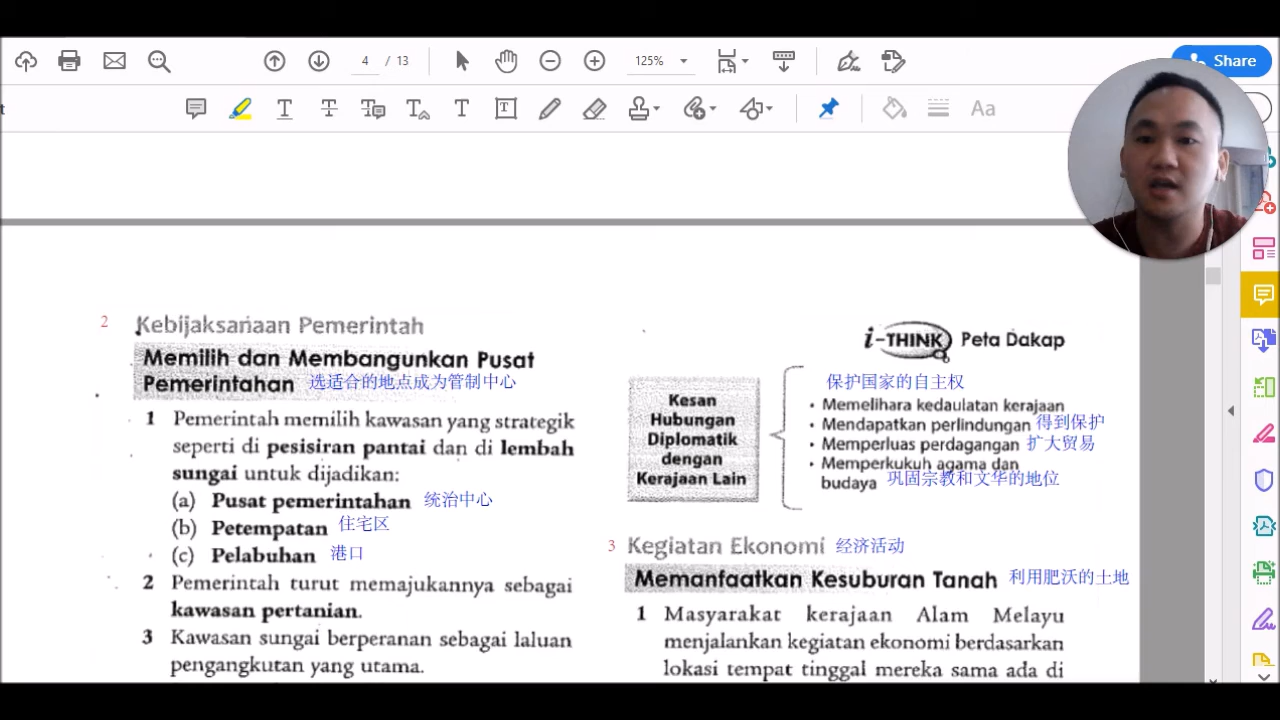 4 / 13
125%
Share
t
Aa
2 Kebijaksanaan Pemerintah
Memilih dan Membangunkan Pusat
Pemerintahan 选适合的地点成为管制中心
1 Pemerintah memilih kawasan yang strategik
seperti di pesisiran pantai dan di lembah
sungai untuk dijadikan:
(a) Pusat pemerintahan 统治中心
(b) Petempatan 住宅区
(c) Pelabuhan 港口
2 Pemerintah turut memajukannya sebagai
kawasan pertanian.
3 Kawasan sungai berperanan sebagai laluan
pengangkutan yang utama.
i-THINK Peta Dakap
Kesan
Hubungan
Diplomatik
dengan
Kerajaan Lain
保护国家的自主权
• Memelihara kedaulatan kerajaan
• Mendapatkan perlindungan 得到保护
• Memperluas perdagangan 扩大贸易
• Memperkukuh agama dan
budaya 巩固宗教和文华的地位
3 Kegiatan Ekonomi 经济活动
Memanfaatkan Kesuburan Tanah 利用肥沃的土地
1 Masyarakat kerajaan Alam Melayu
menjalankan kegiatan ekonomi berdasarkan
lokasi tempat tinggal mereka sama ada di